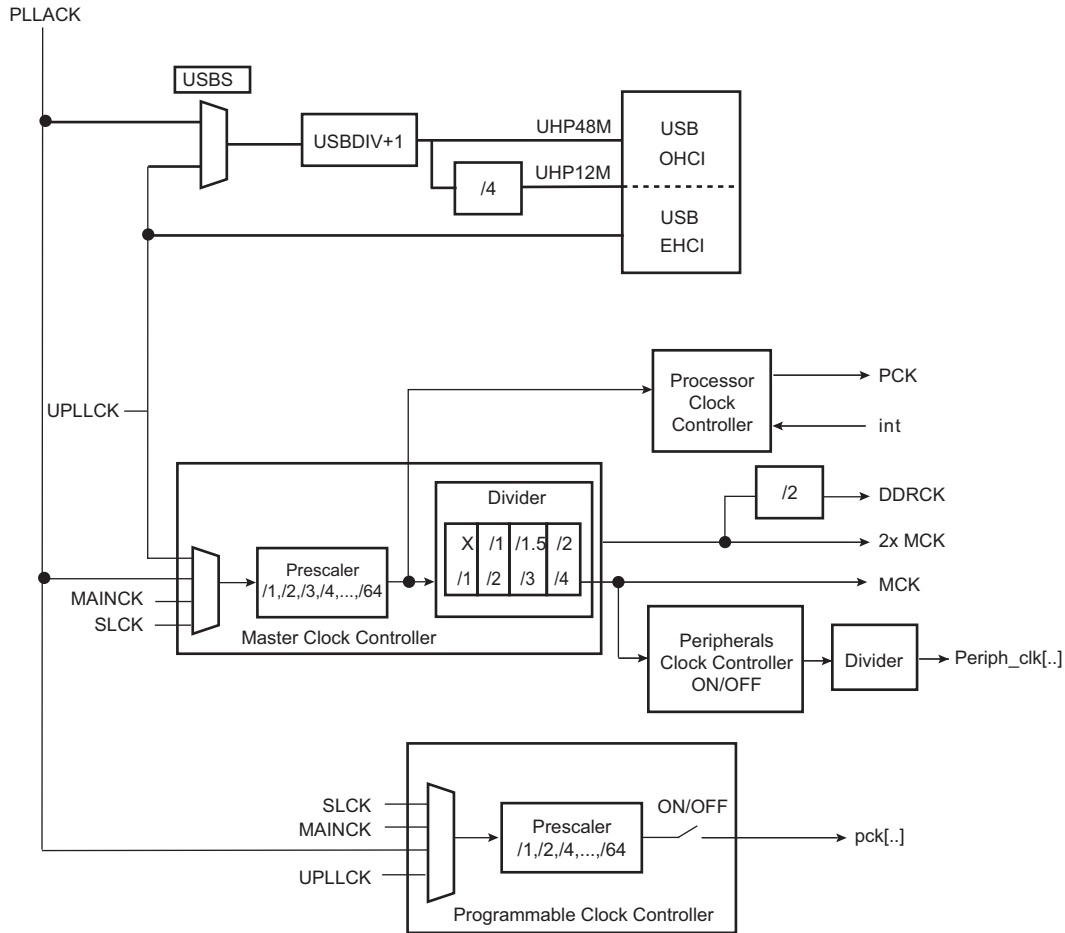 PLLACK
USBS
USBDIV+1
UHP48M
USB
OHCI
/4
UHP12M
USB
EHCI
UPLLCK
Processor
Clock
Controller
PCK
int
Divider
/2
DDRCK
X /1 /1.5 /2
/1 /2 /3 /4
2x MCK
MCK
Prescaler
/1,/2,/3,/4,...,/64
MAINCK
SLCK
Master Clock Controller
Peripherals
Clock Controller
ON/OFF
Divider
Periph_clk[..]
SLCK
MAINCK
UPLLCK
Prescaler
/1,/2,/4,...,/64
ON/OFF
pck[..]
Programmable Clock Controller